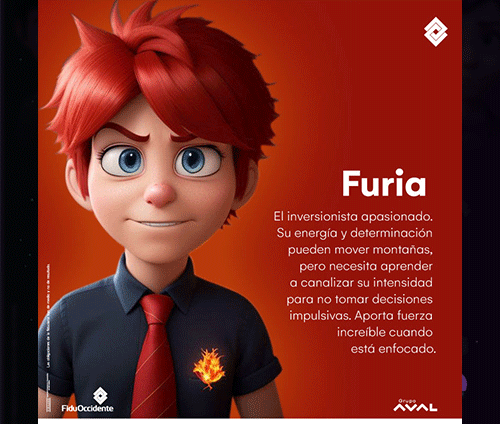 Furia
El inversionista apasionado.
Su energía y determinación
pueden mover montañas,
pero necesita aprender
a canalizar su intensidad
para no tomar decisiones
impulsivas. Aporta fuerza
increíble cuando
está enfocado.
FiduOccidente
Grupo
AVAL